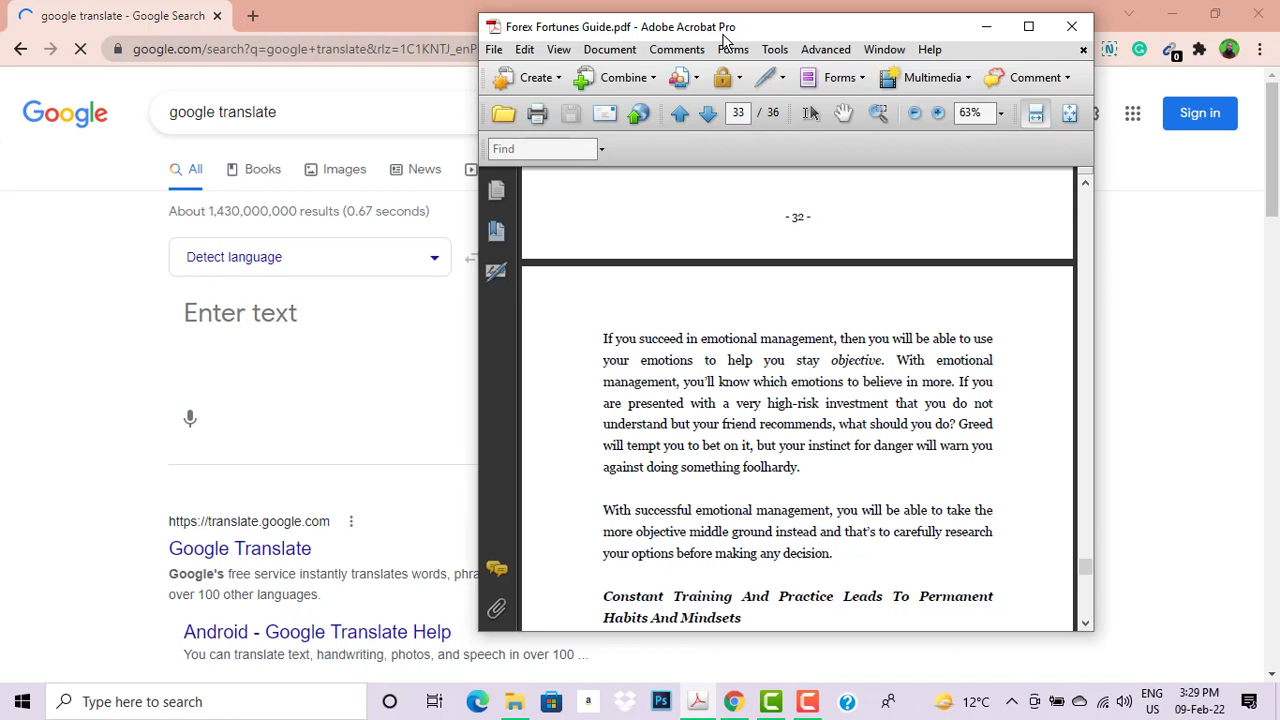 google translate - Google Search
Forex Fortunes Guide.pdf - Adobe Acrobat Pro
File Edit View Document Comments Forms Tools Advanced Window Help
google.com/search?q=google+translate&rlz=1C1KNTJ_enP
0
Create Combine Forms Multimedia Comment
Google
google translate
33 / 36 63%
Sign in
Find
All Books Images News
About 1,430,000,000 results (0.67 seconds)
Detect language
Enter text
- 32 -
If you succeed in emotional management, then you will be able to use
your emotions to help you stay objective. With emotional
management, you'll know which emotions to believe in more. If you
are presented with a very high-risk investment that you do not
understand but your friend recommends, what should you do? Greed
will tempt you to bet on it, but your instinct for danger will warn you
against doing something foolhardy.
With successful emotional management, you will be able to take the
more objective middle ground instead and that's to carefully research
your options before making any decision.
Constant Training And Practice Leads To Permanent
Habits And Mindsets
https://translate.google.com
Google Translate
Google's free service instantly translates words, phra
over 100 other languages.
Android - Google Translate Help
You can translate text, handwriting, photos, and speech in over 100 ...
Type here to search
a
Ps
12°C
ENG
US
3:29 PM
09-Feb-22